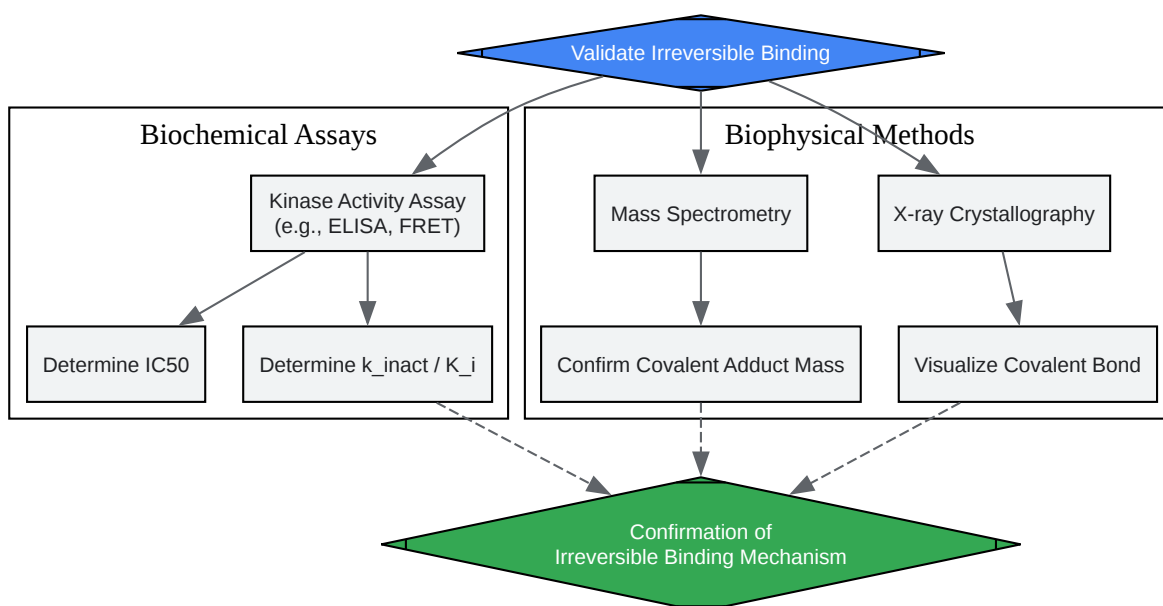 Validate Irreversible Binding
Biochemical Assays
Biophysical Methods
Kinase Activity Assay
(e.g., ELISA, FRET)
Mass Spectrometry
X-ray Crystallography
Determine IC50
Determine k_inact / K_i
Confirm Covalent Adduct Mass
Visualize Covalent Bond
Confirmation of
Irreversible Binding Mechanism